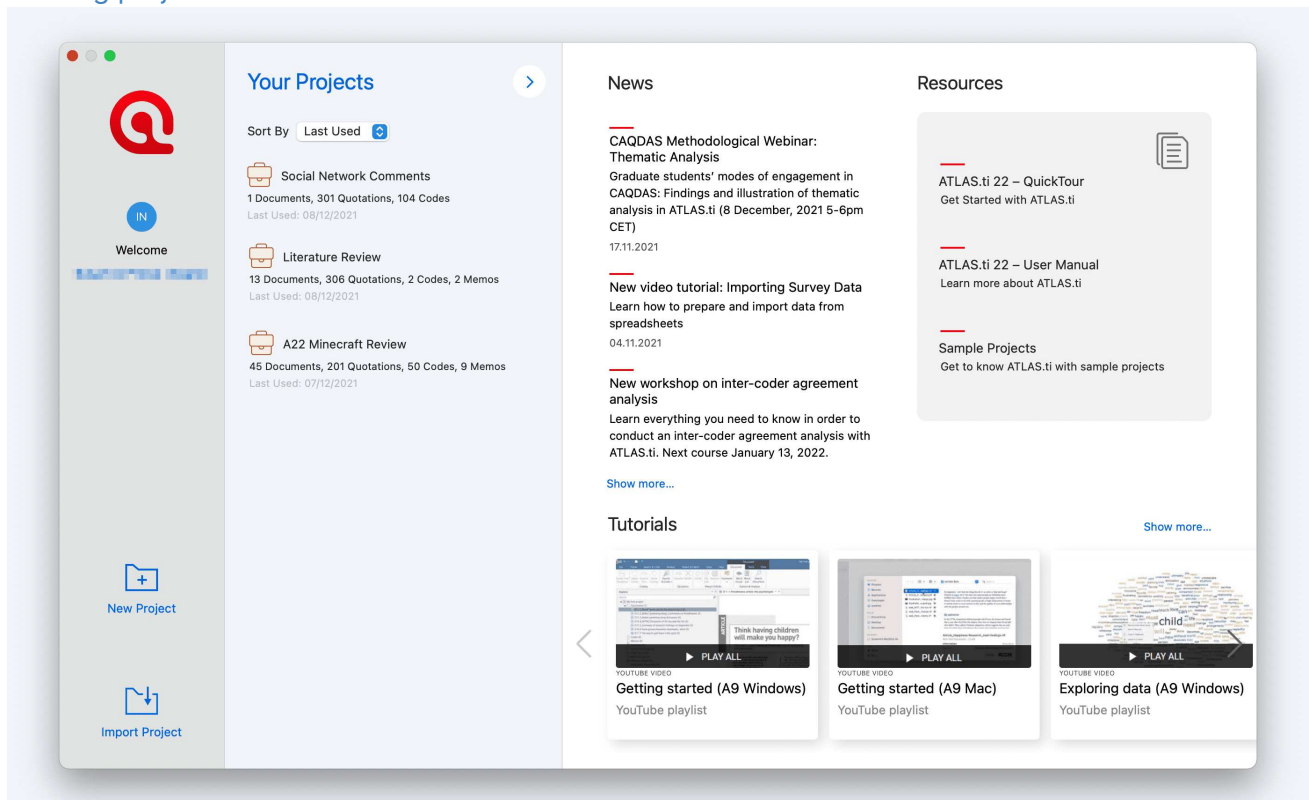 IN
Welcome
New Project
Import Project
Your Projects
Sort By Last Used
Social Network Comments
1 Documents, 301 Quotations, 104 Codes
Last Used: 08/12/2021
Literature Review
13 Documents, 306 Quotations, 2 Codes, 2 Memos
Last Used: 08/12/2021
A22 Minecraft Review
45 Documents, 201 Quotations, 50 Codes, 9 Memos
Last Used: 07/12/2021
News
CAQDAS Methodological Webinar:
Thematic Analysis
Graduate students' modes of engagement in
CAQDAS: Findings and illustration of thematic
analysis in ATLAS.ti (8 December, 2021 5-6pm
CET)
17.11.2021
New video tutorial: Importing Survey Data
Learn how to prepare and import data from
spreadsheets
04.11.2021
New workshop on inter-coder agreement
analysis
Learn everything you need to know in order to
conduct an inter-coder agreement analysis with
ATLAS.ti. Next course January 13, 2022.
Show more...
Resources
ATLAS.ti 22 – QuickTour
Get Started with ATLAS.ti
ATLAS.ti 22 – User Manual
Learn more about ATLAS.ti
Sample Projects
Get to know ATLAS.ti with sample projects
Tutorials
Show more...
ARTICLE
Think having children
will make you happy?
PLAY ALL
YOUTUBE VIDEO
Getting started (A9 Windows)
YouTube playlist
PLAY ALL
YOUTUBE VIDEO
Getting started (A9 Mac)
YouTube playlist
child
PLAY ALL
YOUTUBE VIDEO
Exploring data (A9 Windows)
YouTube playlist